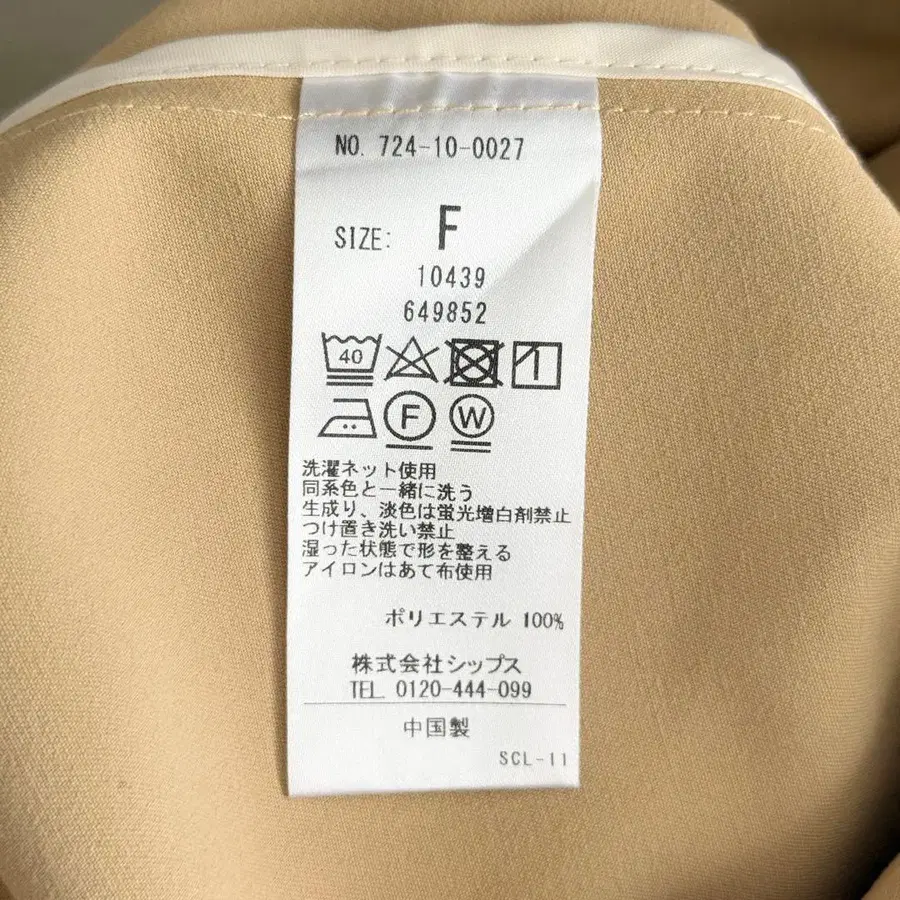 NO. 724-10-0027
SIZE: F
10439
649852
40
F W
洗濯ネット使用
同系色と一緒に洗う
生成り、淡色は蛍光増白剤禁止
つけ置き洗い禁止
湿った状態で形を整える
アイロンはあて布使用
ポリエステル 100%
株式会社シップス
TEL. 0120-444-099
中国製
SCL-11